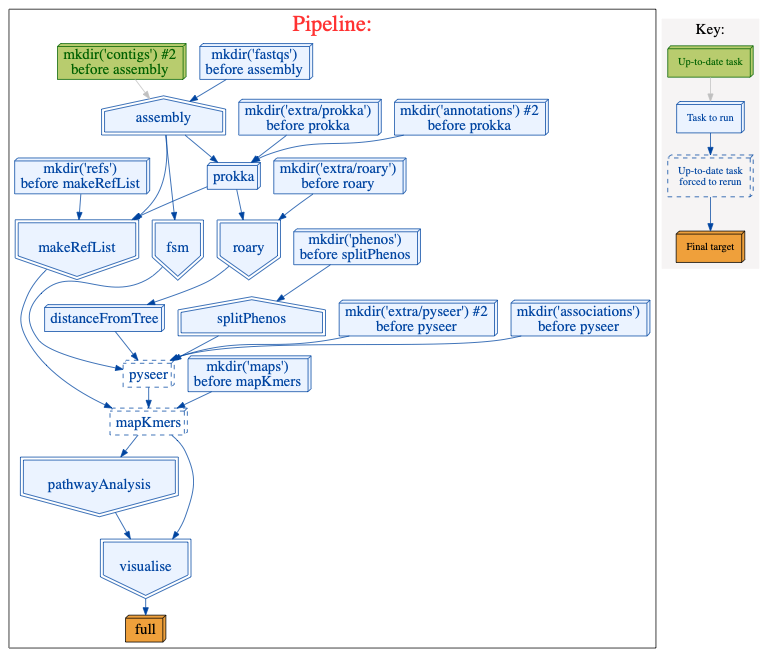 Pipeline:
Key:
mkdir('contigs') #2
before assembly
mkdir('fastqs')
before assembly
Up-to-date task
assembly
mkdir('extra/prokka')
before prokka
mkdir('annotations') #2
before prokka
Task to run
mkdir('refs')
before makeRefList
prokka
mkdir('extra/roary')
before roary
Up-to-date task
forced to rerun
makeRefList
fsm
roary
mkdir('phenos')
before splitPhenos
Final target
distanceFromTree
splitPhenos
mkdir('extra/pyseer') #2
before pyseer
mkdir('associations')
before pyseer
pyseer
mkdir('maps')
before mapKmers
mapKmers
pathwayAnalysis
visualise
full